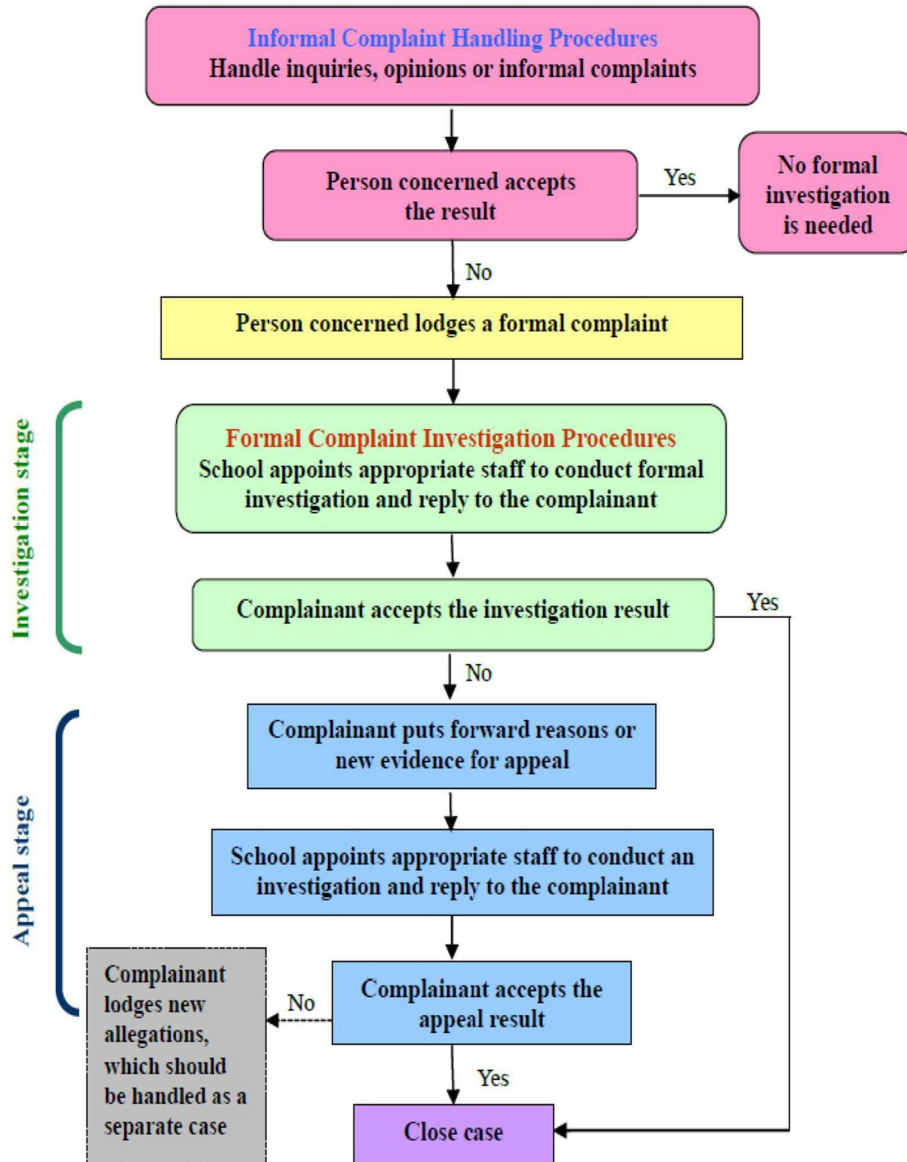 Informal Complaint Handling Procedures
Handle inquiries, opinions or informal complaints
Person concerned accepts
the result
Yes
No formal
investigation
is needed
No
Person concerned lodges a formal complaint
Investigation stage
Formal Complaint Investigation Procedures
School appoints appropriate staff to conduct formal
investigation and reply to the complainant
Complainant accepts the investigation result
Yes
No
Appeal stage
Complainant puts forward reasons or
new evidence for appeal
School appoints appropriate staff to conduct an
investigation and reply to the complainant
Complainant accepts the
appeal result
No
Complainant
lodges new
allegations,
which should
be handled as a
separate case
Yes
Close case